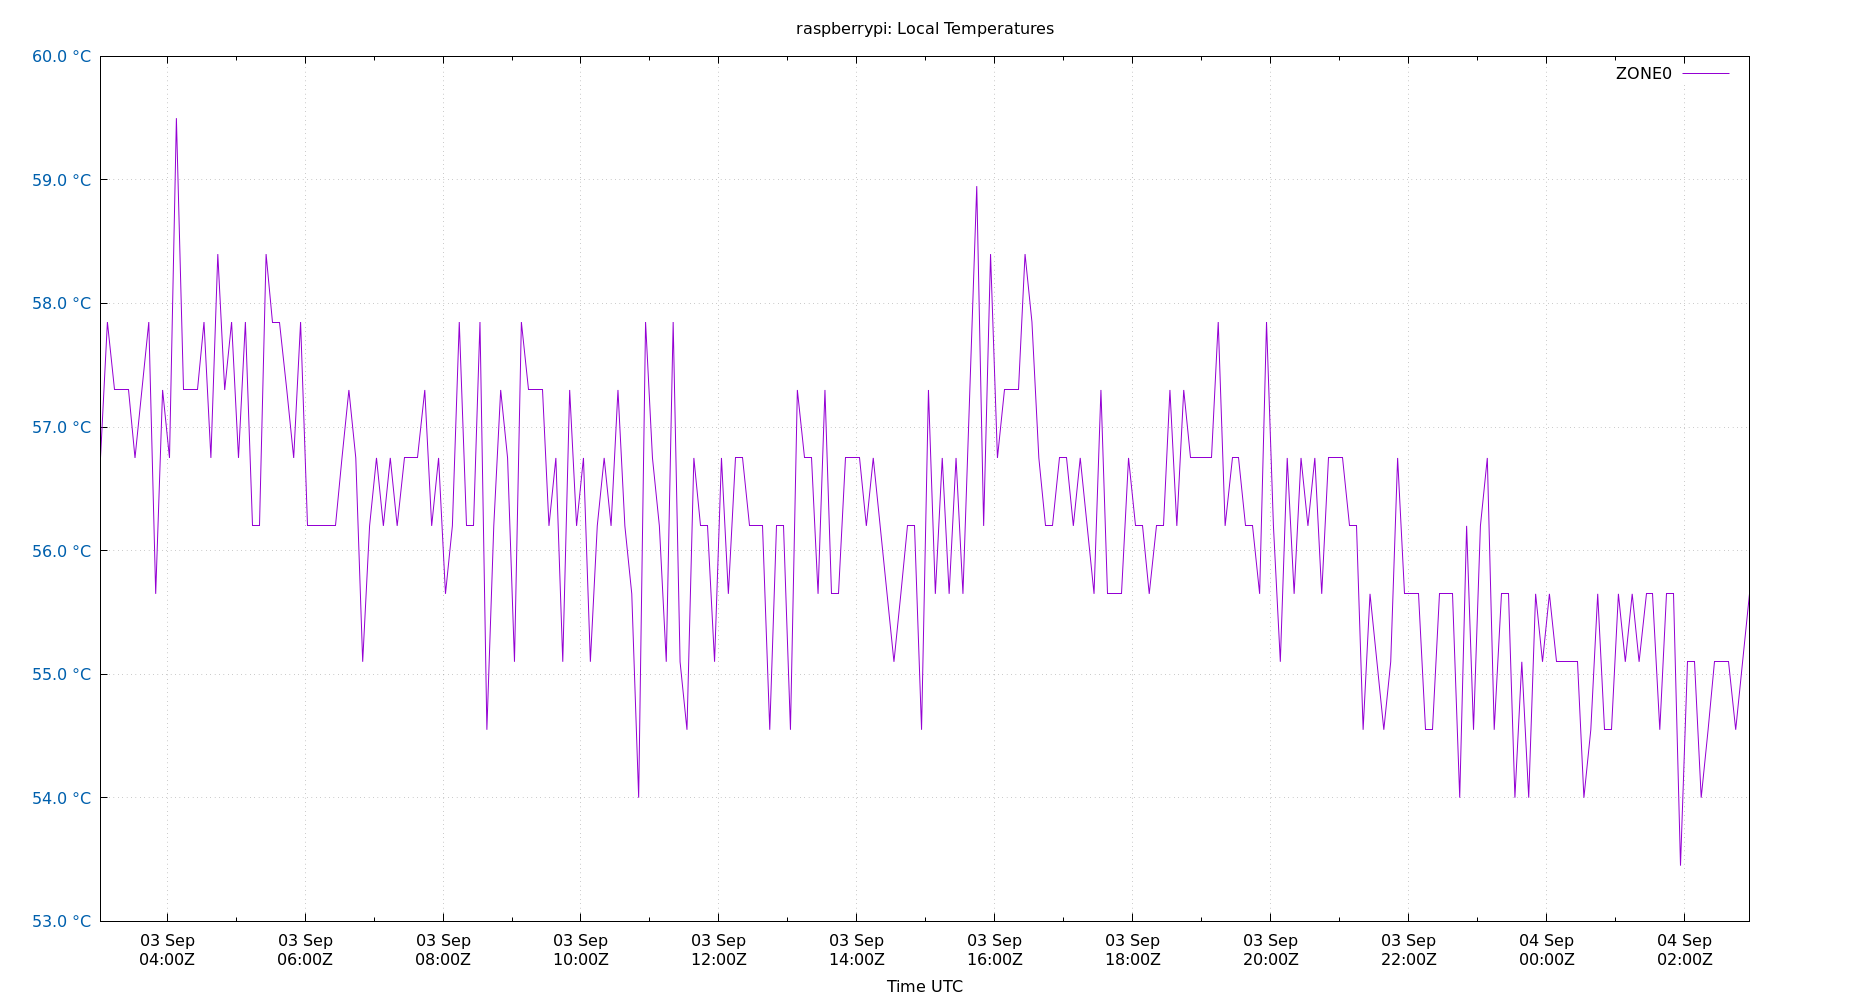 raspberrypi: Local Temperatures
60.0 °C
ZONE0
59.0 °C
58.0 °C
57.0 °C
56.0 °C
55.0 °C
54.0 °C
53.0 °C
03 Sep 03 Sep 03 Sep 03 Sep 03 Sep 03 Sep 03 Sep 03 Sep 03 Sep 03 Sep 04 Sep 04 Sep
04:00Z 06:00Z 08:00Z 10:00Z 12:00Z 14:00Z 16:00Z 18:00Z 20:00Z 22:00Z 00:00Z 02:00Z
Time UTC